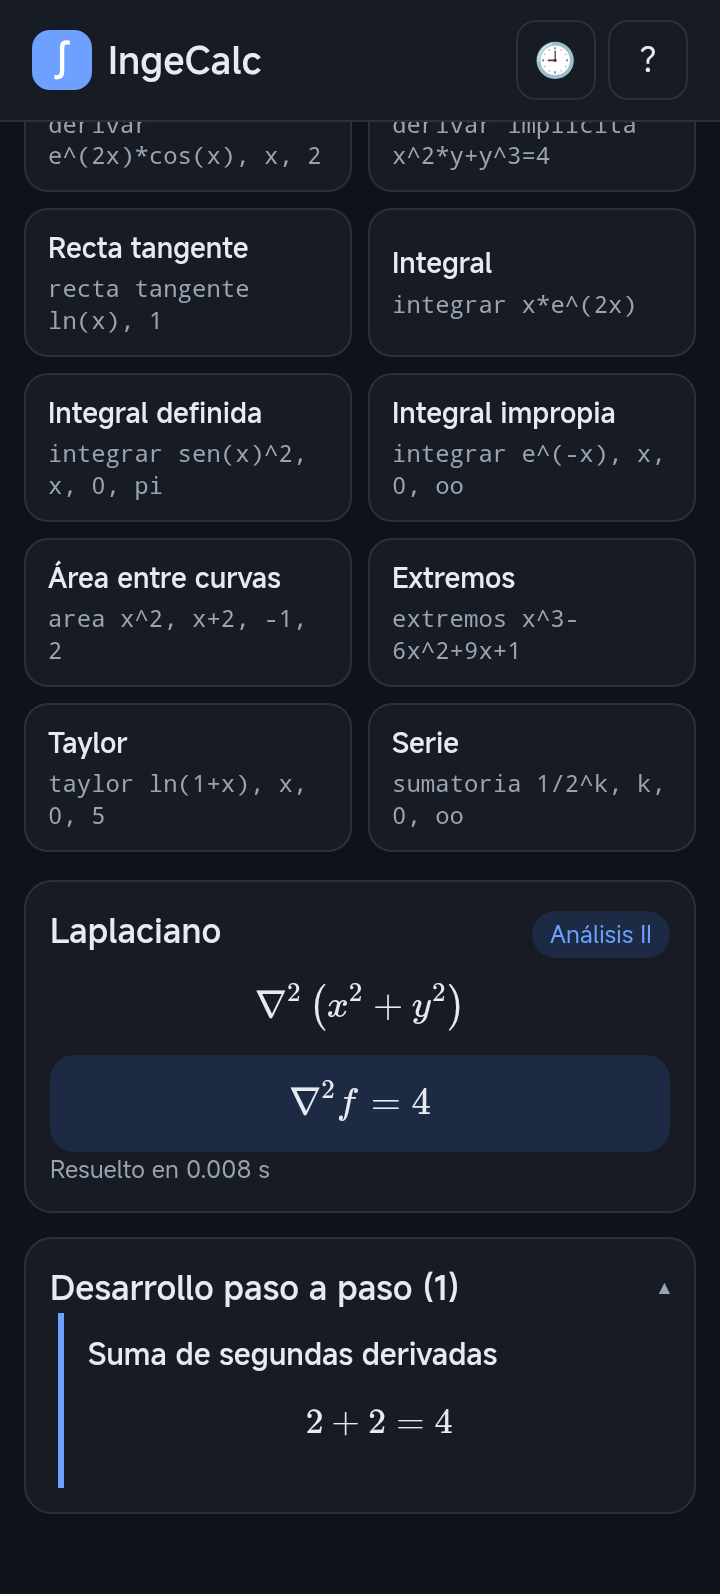 ∫ IngeCalc ?
derivar
e^(2x)*cos(x), x, 2
derivar implicita
x^2*y+y^3=4
Recta tangente
recta tangente
ln(x), 1
Integral
integrar x*e^(2x)
Integral definida
integrar sen(x)^2,
x, 0, pi
Integral impropia
integrar e^(-x), x,
0, oo
Área entre curvas
area x^2, x+2, -1,
2
Extremos
extremos x^3-
6x^2+9x+1
Taylor
taylor ln(1+x), x,
0, 5
Serie
sumatoria 1/2^k, k,
0, oo
Laplaciano
Análisis II
∇² (x² + y²)
∇²f = 4
Resuelto en 0.008 s
Desarrollo paso a paso (1) ▲
Suma de segundas derivadas
2 + 2 = 4